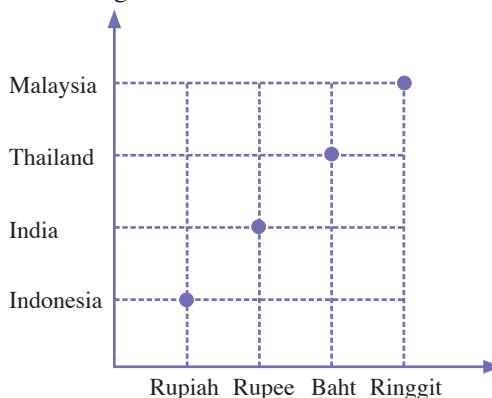 Malaysia
Thailand
India
Indonesia
Rupiah Rupee Baht Ringgit